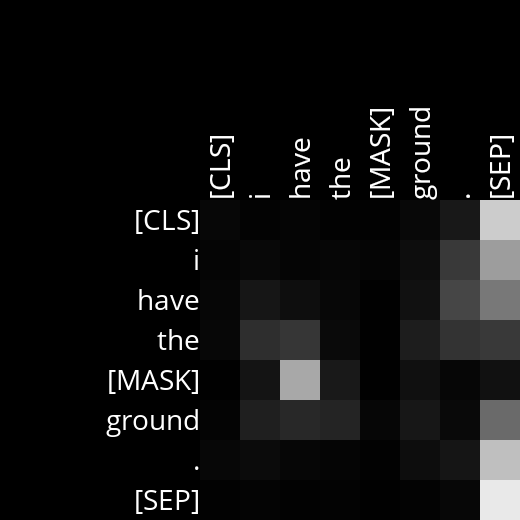 [CLS] i have the [MASK] ground . [SEP]
[CLS]
i
have
the
[MASK]
ground
.
[SEP]